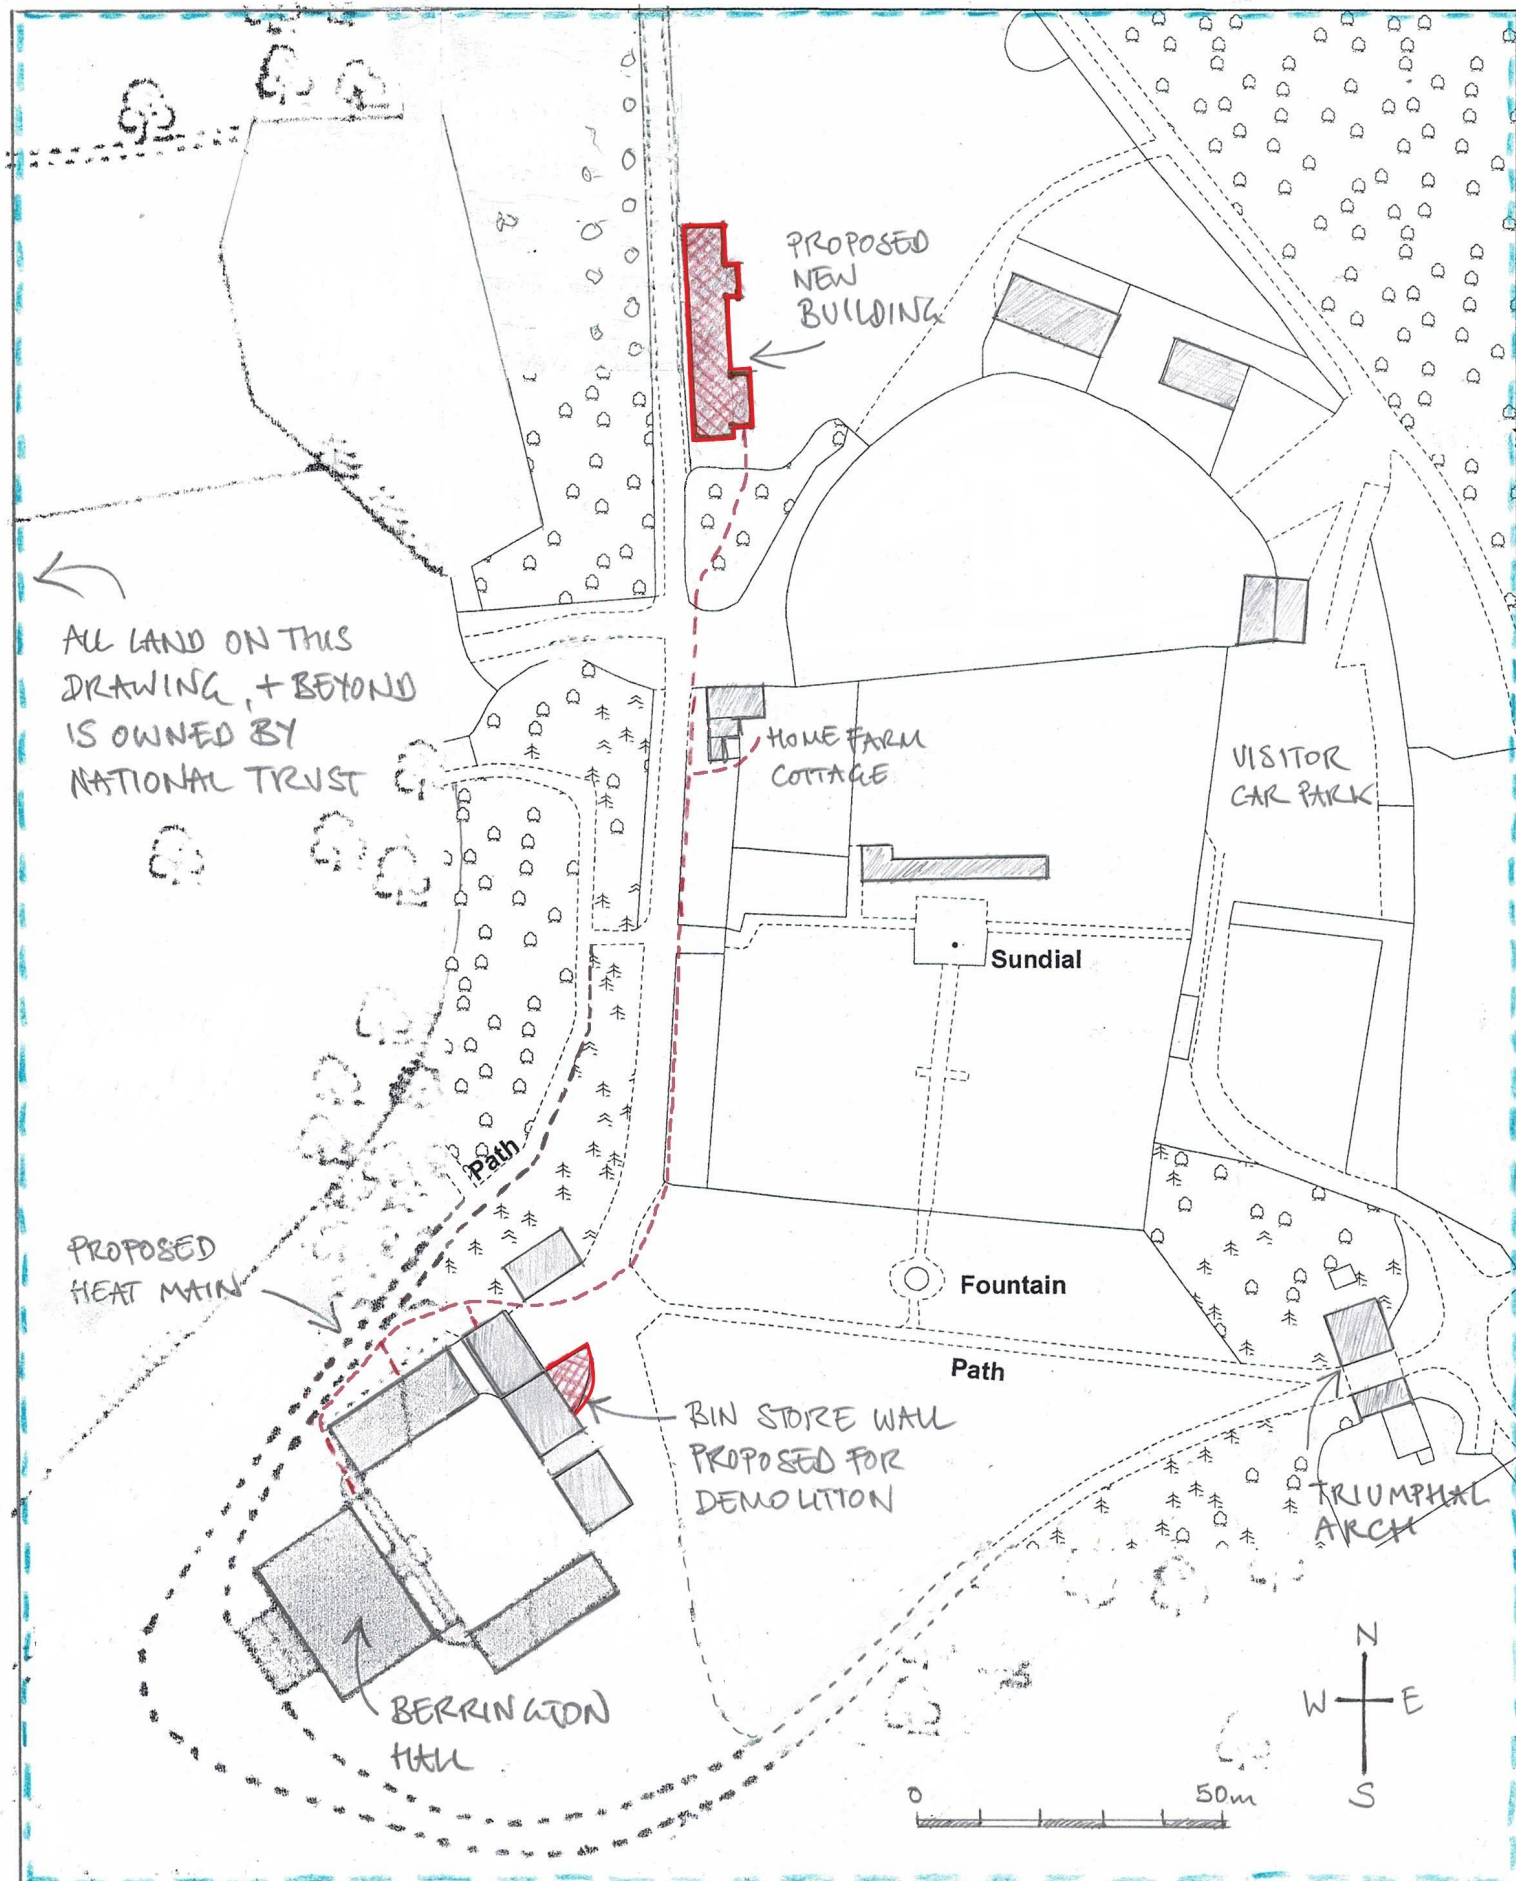 PROPOSED
NEW
BUILDING
ALL LAND ON THIS
DRAWING, + BEYOND
IS OWNED BY
NATIONAL TRUST
HOME FARM
COTTAGE
VISITOR
CAR PARK
Sundial
Path
PROPOSED
HEAT MAIN
Fountain
Path
BIN STORE WALL
PROPOSED FOR
DEMOLITION
TRIUMPHAL
ARCH
BERRINGTON
HALL
N
W E
S
0 50m